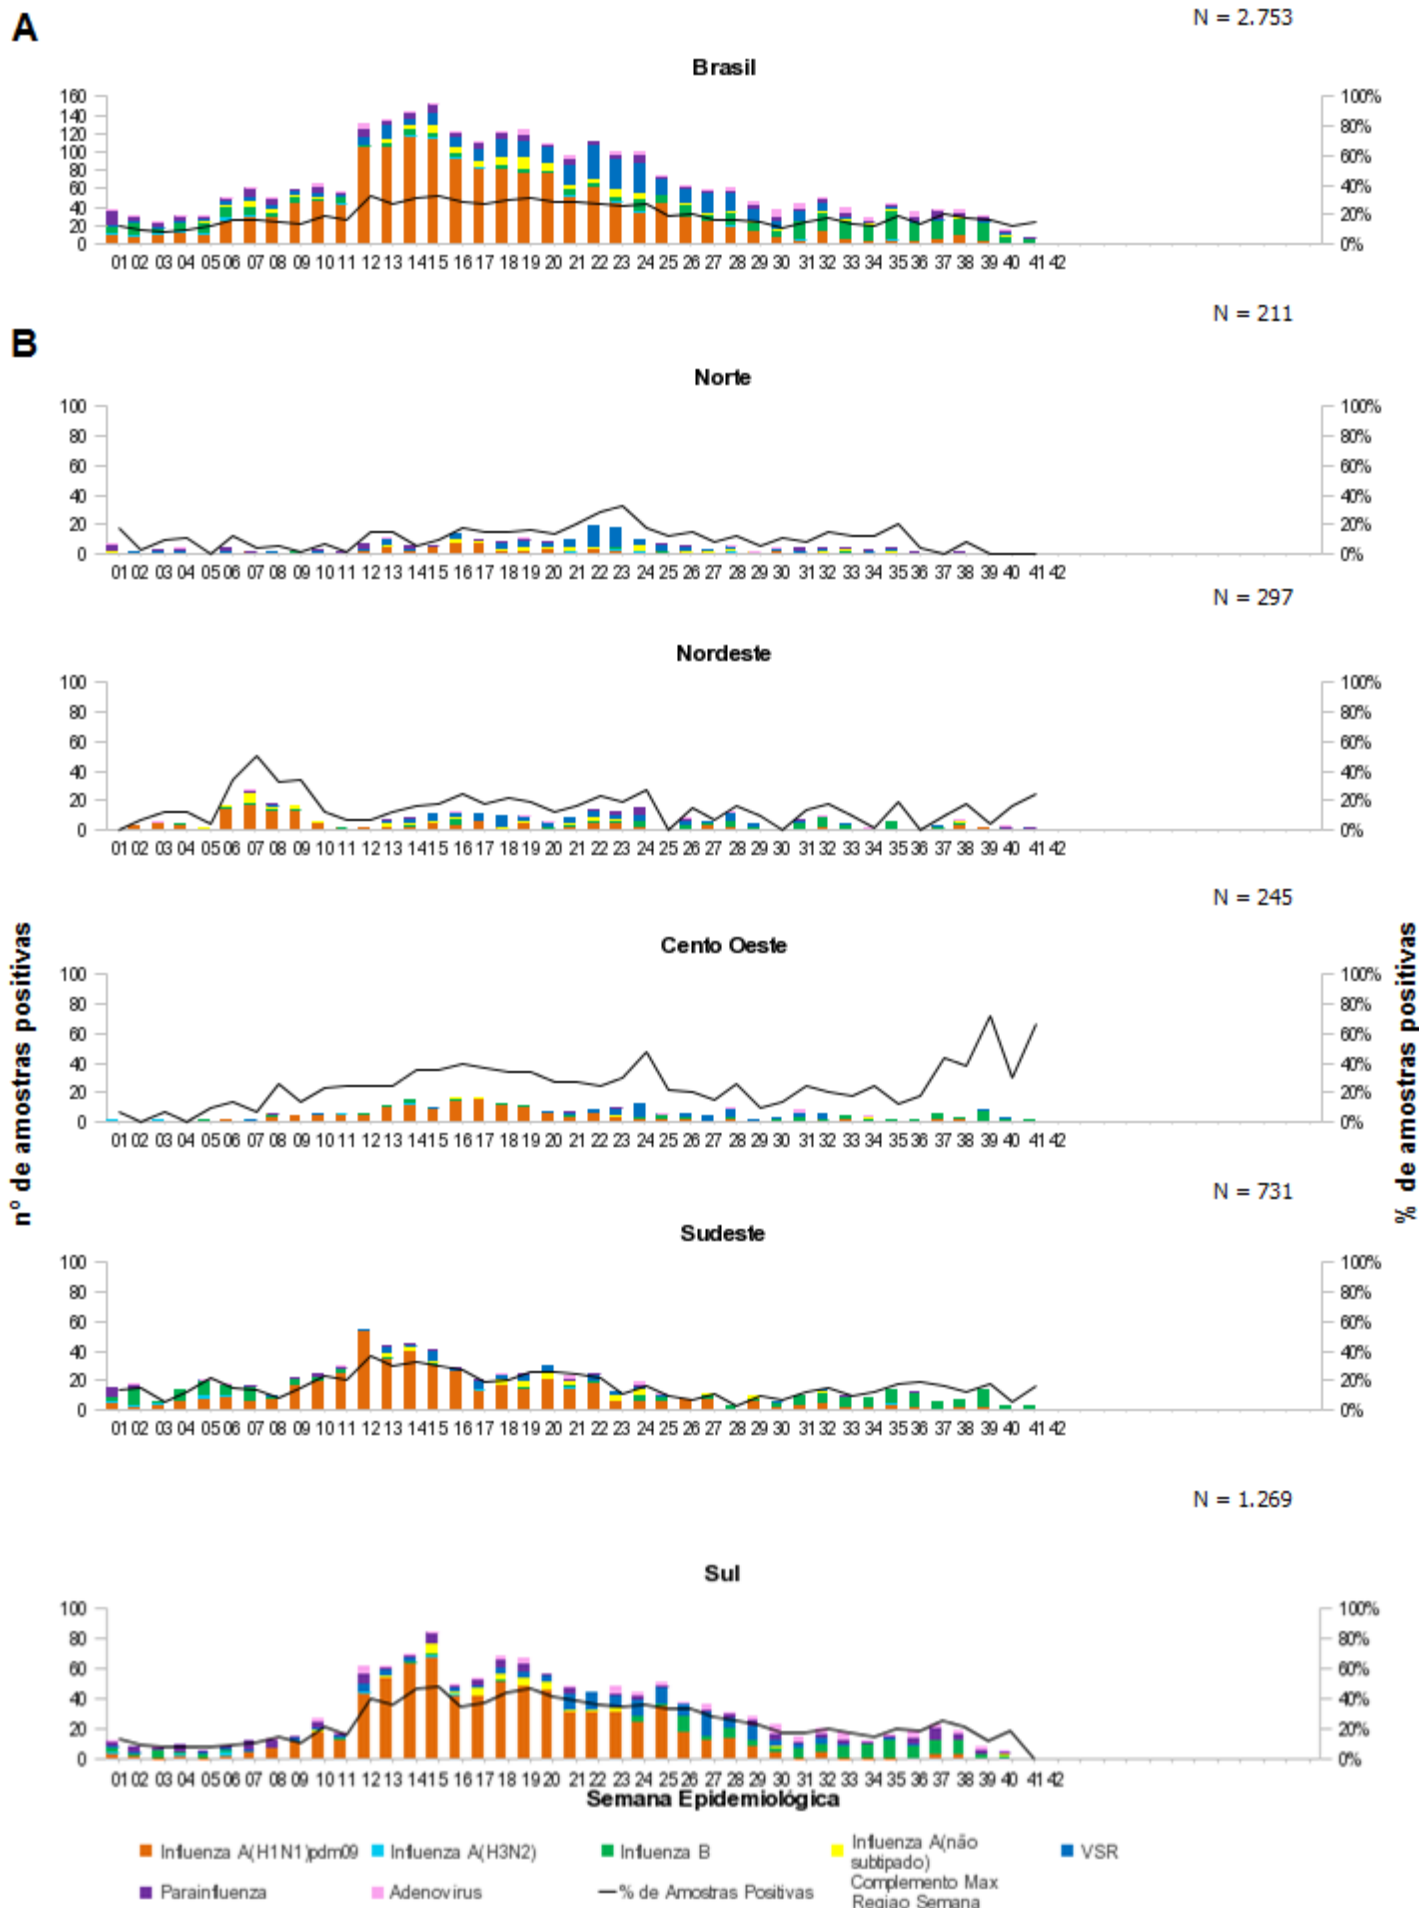 A
N = 2.753
Brasil
160 100%
140
120 80%
100 60%
80
60 40%
40 20%
20
0 0%
01 02 03 04 05 06 07 08 09 10 11 12 13 14 15 16 17 18 19 20 21 22 23 24 25 26 27 28 29 30 31 32 33 34 35 36 37 38 39 40 41 42
N = 211
B
Norte
100 100%
80 80%
60 60%
40 40%
20 20%
0 0%
01 02 03 04 05 06 07 08 09 10 11 12 13 14 15 16 17 18 19 20 21 22 23 24 25 26 27 28 29 30 31 32 33 34 35 36 37 38 39 40 41 42
N = 297
Nordeste
100 100%
80 80%
60 60%
40 40%
20 20%
0 0%
01 02 03 04 05 06 07 08 09 10 11 12 13 14 15 16 17 18 19 20 21 22 23 24 25 26 27 28 29 30 31 32 33 34 35 36 37 38 39 40 41 42
N = 245
Cento Oeste
100 100%
80 80%
60 60%
40 40%
20 20%
0 0%
01 02 03 04 05 06 07 08 09 10 11 12 13 14 15 16 17 18 19 20 21 22 23 24 25 26 27 28 29 30 31 32 33 34 35 36 37 38 39 40 41 42
nº de amostras positivas
% de amostras positivas
N = 731
Sudeste
100 100%
80 80%
60 60%
40 40%
20 20%
0 0%
01 02 03 04 05 06 07 08 09 10 11 12 13 14 15 16 17 18 19 20 21 22 23 24 25 26 27 28 29 30 31 32 33 34 35 36 37 38 39 40 41 42
N = 1.269
Sul
100 100%
80 80%
60 60%
40 40%
20 20%
0 0%
01 02 03 04 05 06 07 08 09 10 11 12 13 14 15 16 17 18 19 20 21 22 23 24 25 26 27 28 29 30 31 32 33 34 35 36 37 38 39 40 41 42
Semana Epidemiológica
Influenza A(H1N1)pdm09 Influenza A(H3N2) Influenza B Influenza A(não subtipado) VSR
Parainfluenza Adenovirus % de Amostras Positivas Complemento Max
Regiao Semana